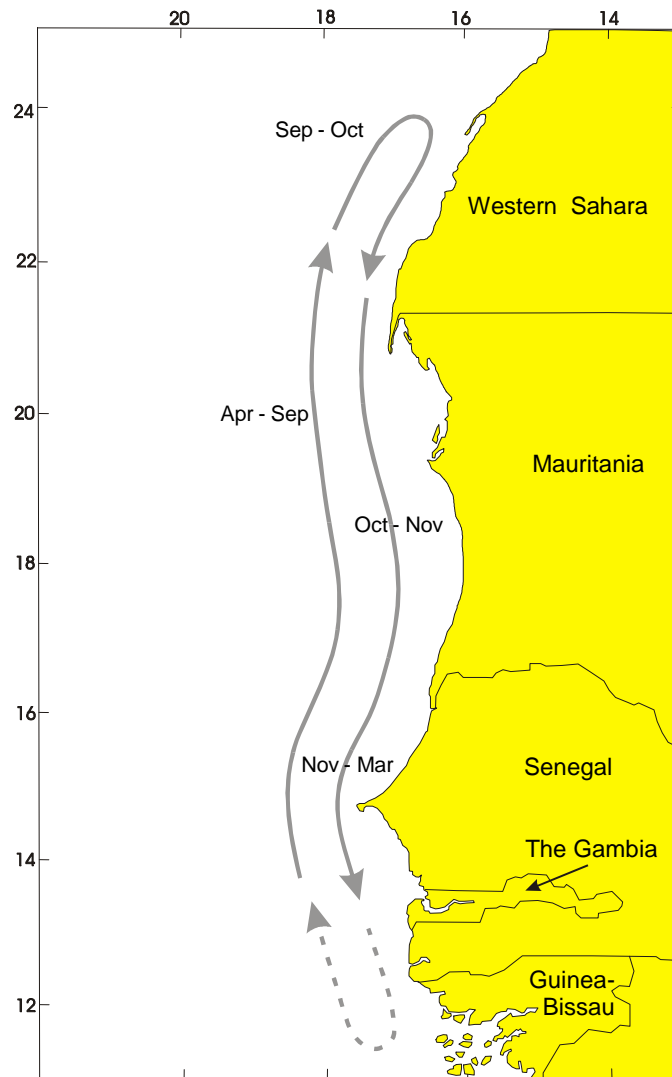 20 18 16 14
24
Sep - Oct
Western Sahara
22
20
Apr - Sep
Mauritania
Oct - Nov
18
16
Nov - Mar
Senegal
The Gambia
14
Guinea-
Bissau
12